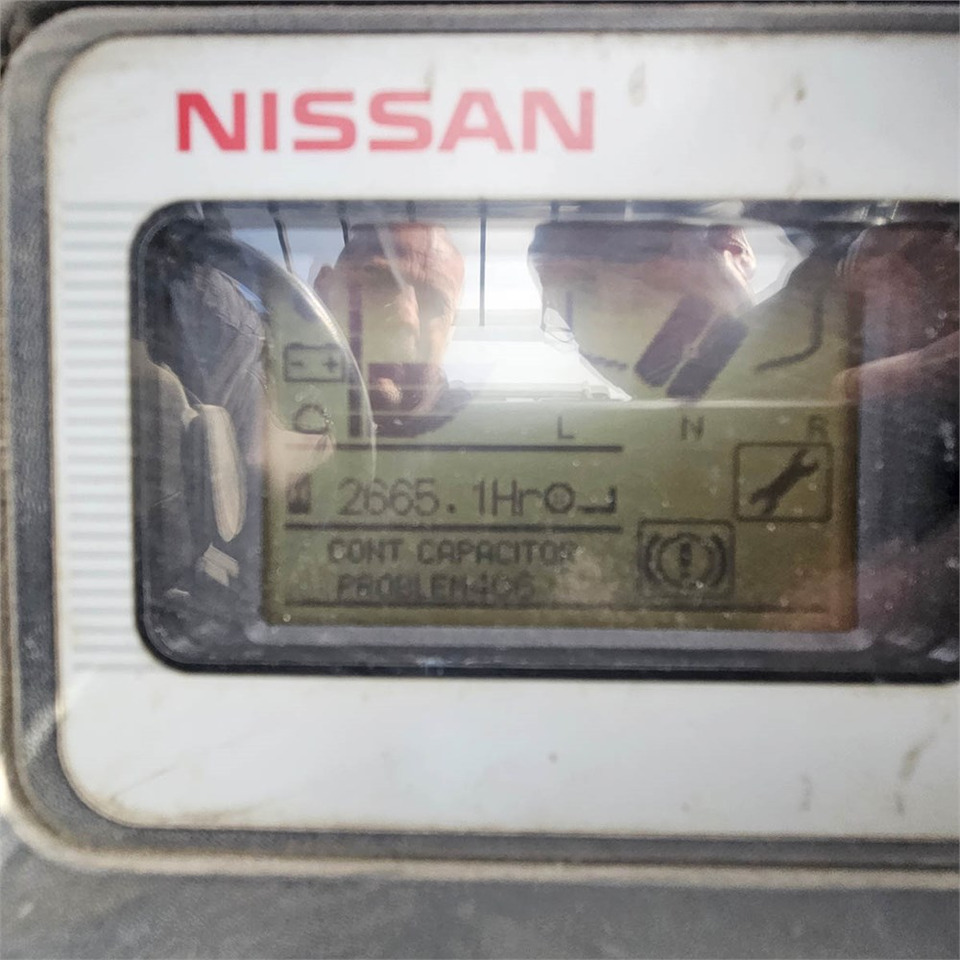 NISSAN
- +
C
L N R
2665.1Hr
CONT CAPACITOR
PROBLEM